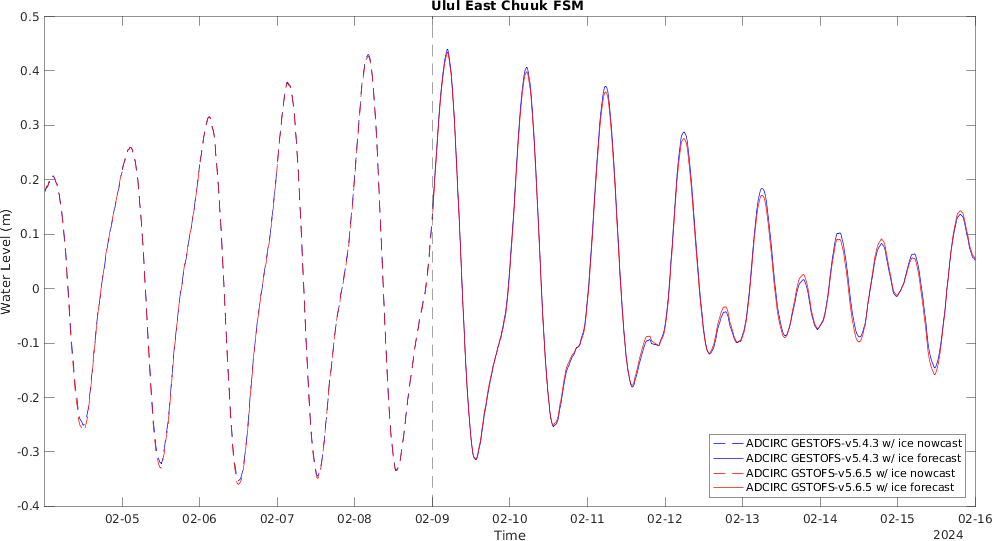 Ulul East Chuuk FSM
0.5
0.4
0.3
0.2
0.1
0
-0.1
-0.2
-0.3
-0.4
Water Level (m)
ADCIRC GESTOFS-v5.4.3 w/ ice nowcast
ADCIRC GESTOFS-v5.4.3 w/ ice forecast
ADCIRC GSTOFS-v5.6.5 w/ ice nowcast
ADCIRC GSTOFS-v5.6.5 w/ ice forecast
02-05 02-06 02-07 02-08 02-09 02-10 02-11 02-12 02-13 02-14 02-15 02-16
Time
2024